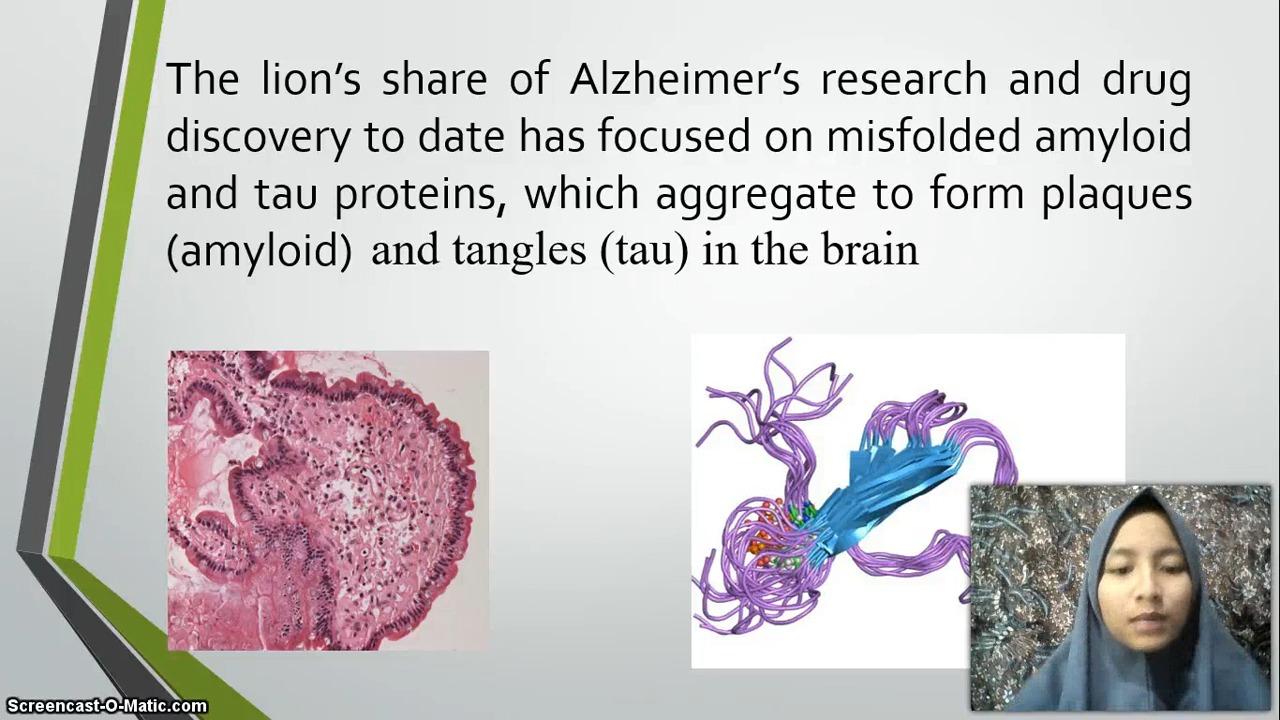 The lion’s share of Alzheimer’s research and drug
discovery to date has focused on misfolded amyloid
and tau proteins, which aggregate to form plaques
(amyloid) and tangles (tau) in the brain
Screencast-O-Matic.com